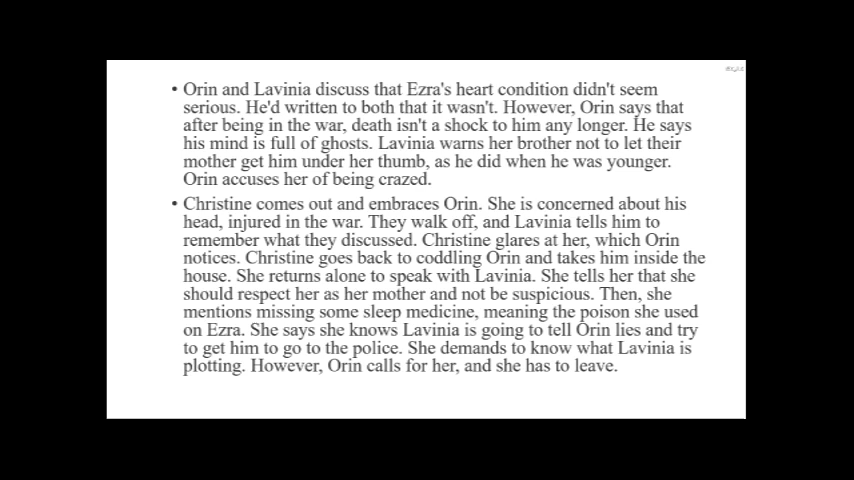 • Orin and Lavinia discuss that Ezra's heart condition didn't seem
serious. He'd written to both that it wasn't. However, Orin says that
after being in the war, death isn't a shock to him any longer. He says
his mind is full of ghosts. Lavinia warns her brother not to let their
mother get him under her thumb, as he did when he was younger.
Orin accuses her of being crazed.
• Christine comes out and embraces Orin. She is concerned about his
head, injured in the war. They walk off, and Lavinia tells him to
remember what they discussed. Christine glares at her, which Orin
notices. Christine goes back to coddling Orin and takes him inside the
house. She returns alone to speak with Lavinia. She tells her that she
should respect her as her mother and not be suspicious. Then, she
mentions missing some sleep medicine, meaning the poison she used
on Ezra. She says she knows Lavinia is going to tell Orin lies and try
to get him to go to the police. She demands to know what Lavinia is
plotting. However, Orin calls for her, and she has to leave.